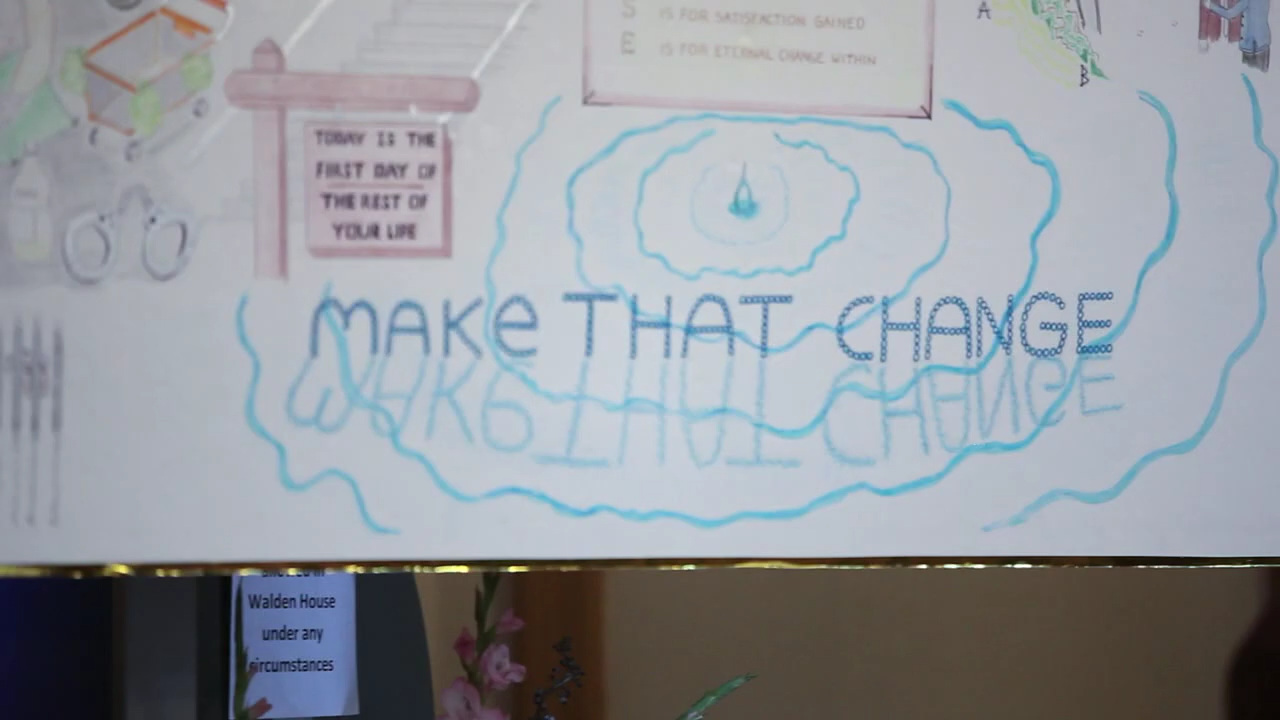 S IS FOR SATISFACTION GAINED
E IS FOR ETERNAL CHANGE WITHIN
A
B
TODAY IS THE
FIRST DAY OF
THE REST OF
YOUR LIFE
MAKE THAT CHANGE
MAKE THAT CHANGE
Walden House
under any
circumstances